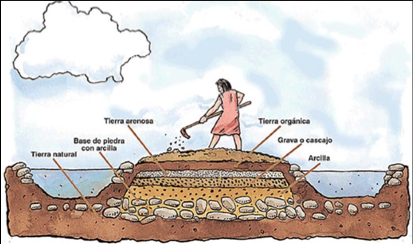 Tierra arenosa
Tierra orgánica
Base de piedra
con arcilla
Grava o cascajo
Tierra natural
Arcilla